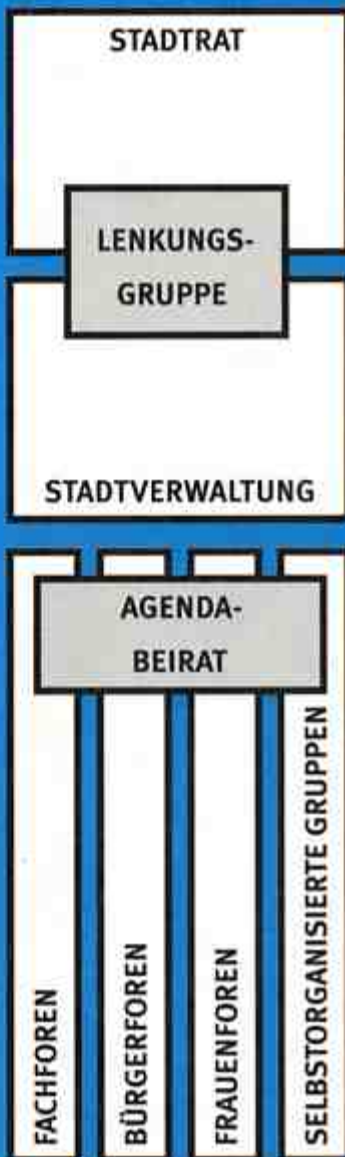 STADTRAT
LENKUNGS-
GRUPPE
STADTVERWALTUNG
AGENDA-
BEIRAT
FACHFOREN
BÜRGERFOREN
FRAUENFOREN
SELBSTORGANISIERTE GRUPPEN